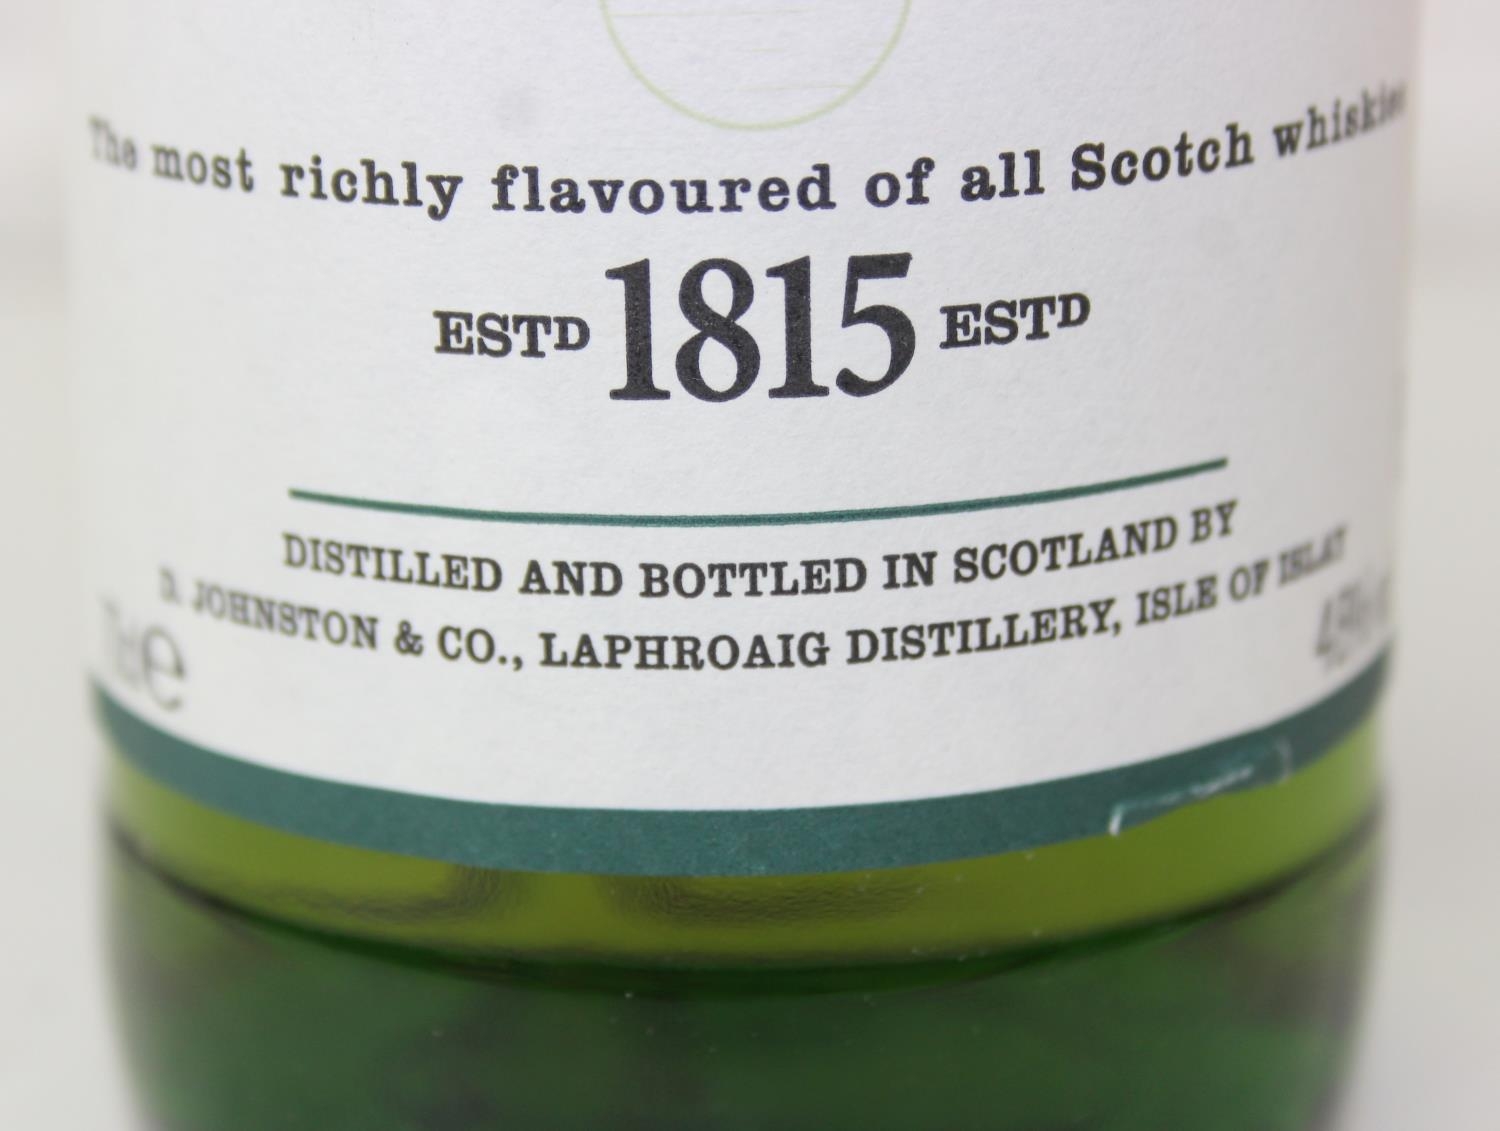 The most richly flavoured of all Scotch whiskies
ESTD 1815 ESTD
DISTILLED AND BOTTLED IN SCOTLAND BY
D. JOHNSTON & CO., LAPHROAIG DISTILLERY, ISLE OF ISLAY
e